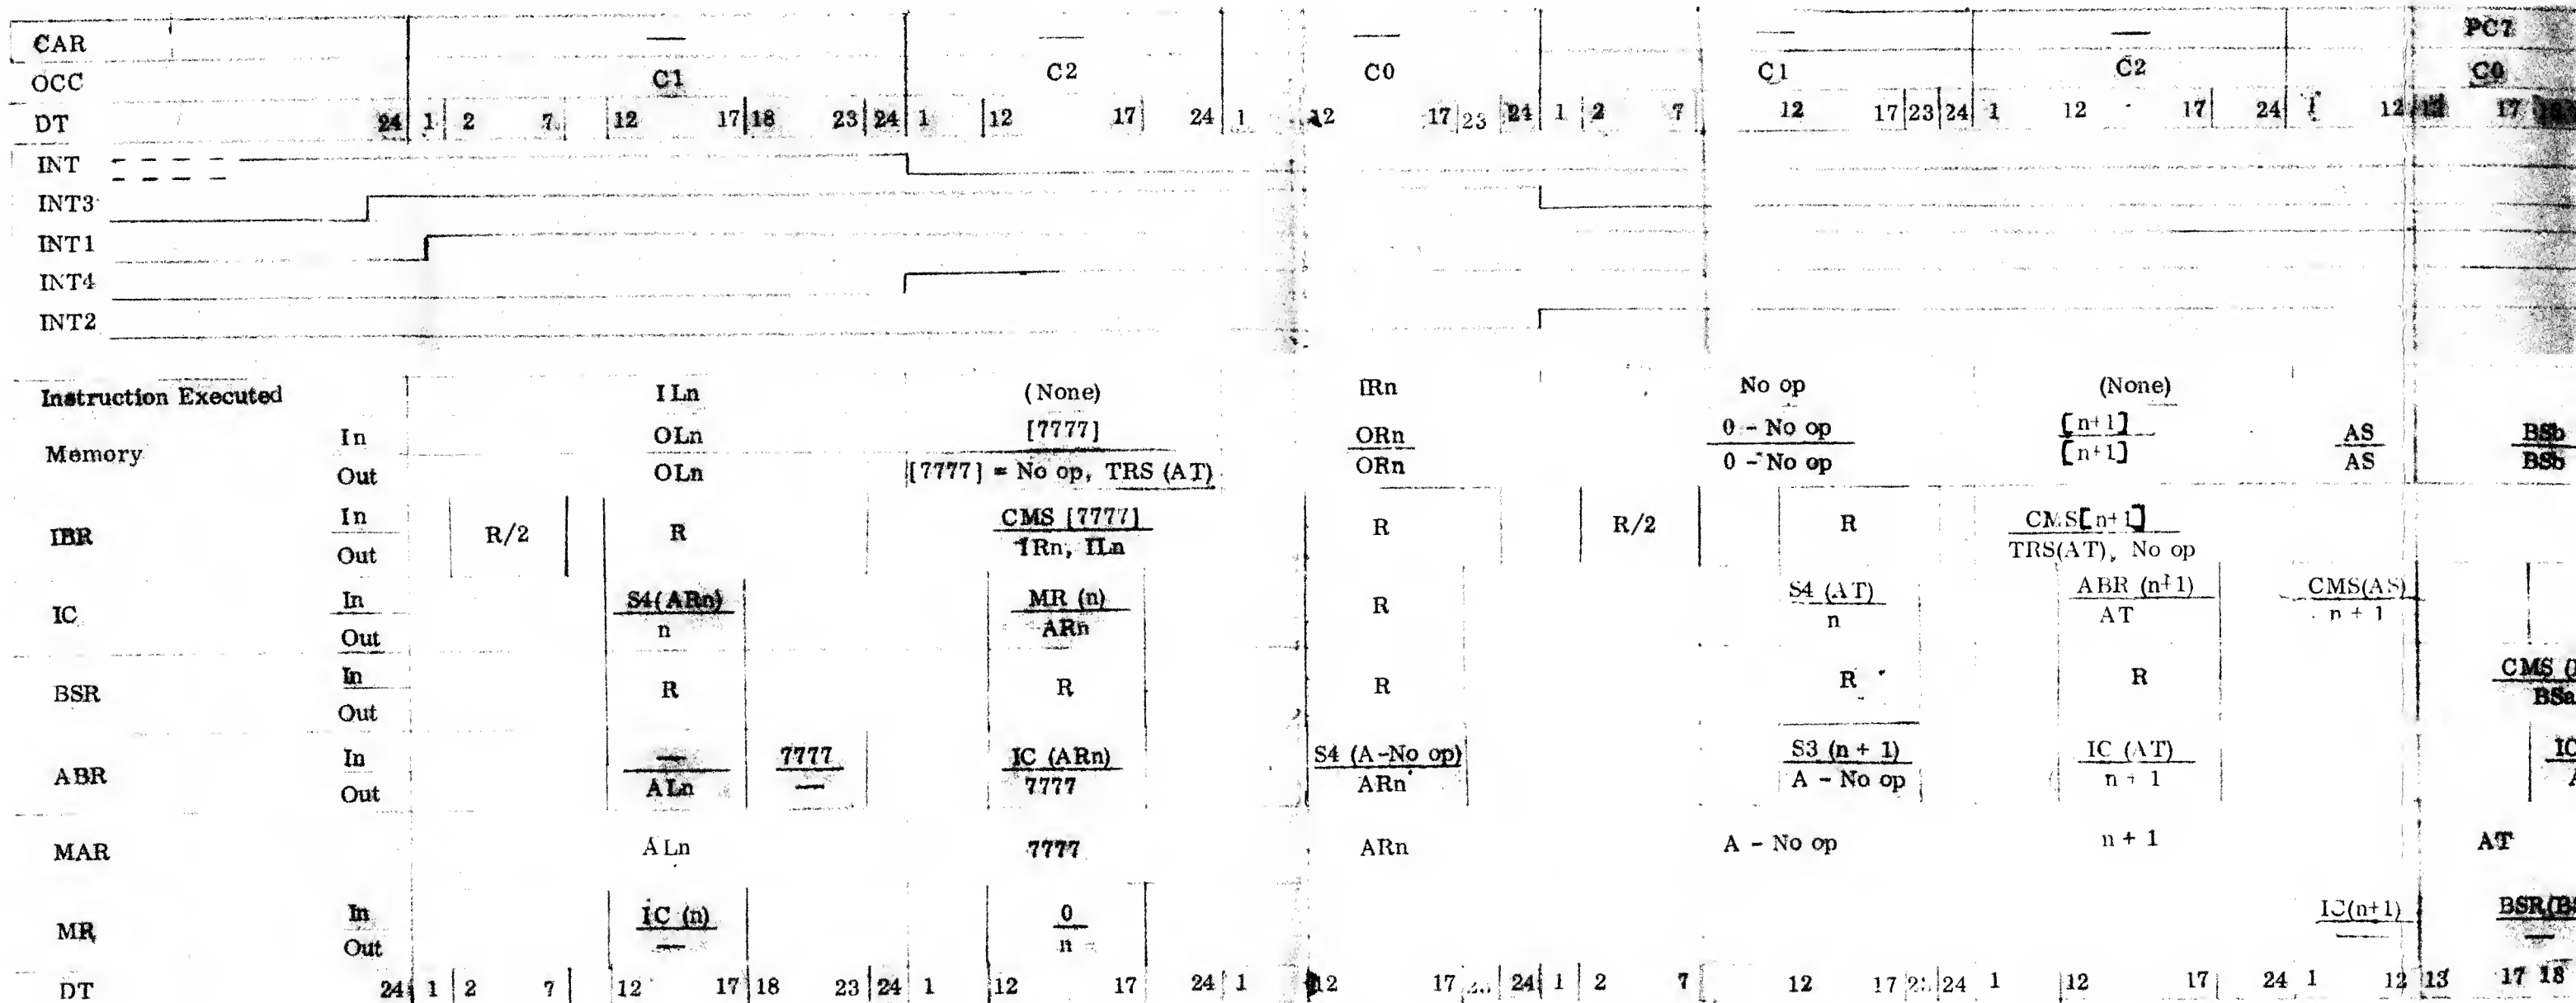 CAR — — — — — PC7
OCC C1 C2 C0 C1 C2 C0
DT 24 1 2 7 12 17 18 23 24 1 12 17 24 1 12 17 23 24 1 2 7 12 17 23 24 1 12 17 24 1 12 13 17 18
INT
INT3
INT1
INT4
INT2
Instruction Executed ILn (None) IRn No op (None)
In OLn [7777] ORn 0 - No op [n+1] AS BSb
Memory
Out OLn [7777] = No op, TRS (AT) ORn 0 - No op [n+1] AS BSb
In CMS [7777] CMS[n+1]
IBR R/2 R R R/2 R
Out IRn, ILn TRS(AT), No op
In S4(ARn) MR (n) S4 (AT) ABR (n+1) CMS(AS)
IC R
Out n ARn n AT n + 1
In CMS
BSR R R R R R
Out BSa
In — 7777 IC (ARn) S4 (A-No op) S3 (n + 1) IC (AT) IC
ABR
Out ALn — 7777 ARn A - No op n + 1
MAR ALn 7777 ARn A - No op n + 1 AT
In IC (n) 0 IC(n+1)
MR
Out — n — —
DT 24 1 2 7 12 17 18 23 24 1 12 17 24 1 12 17 24 1 2 7 12 17 24 1 12 17 24 1 12 13 17 18